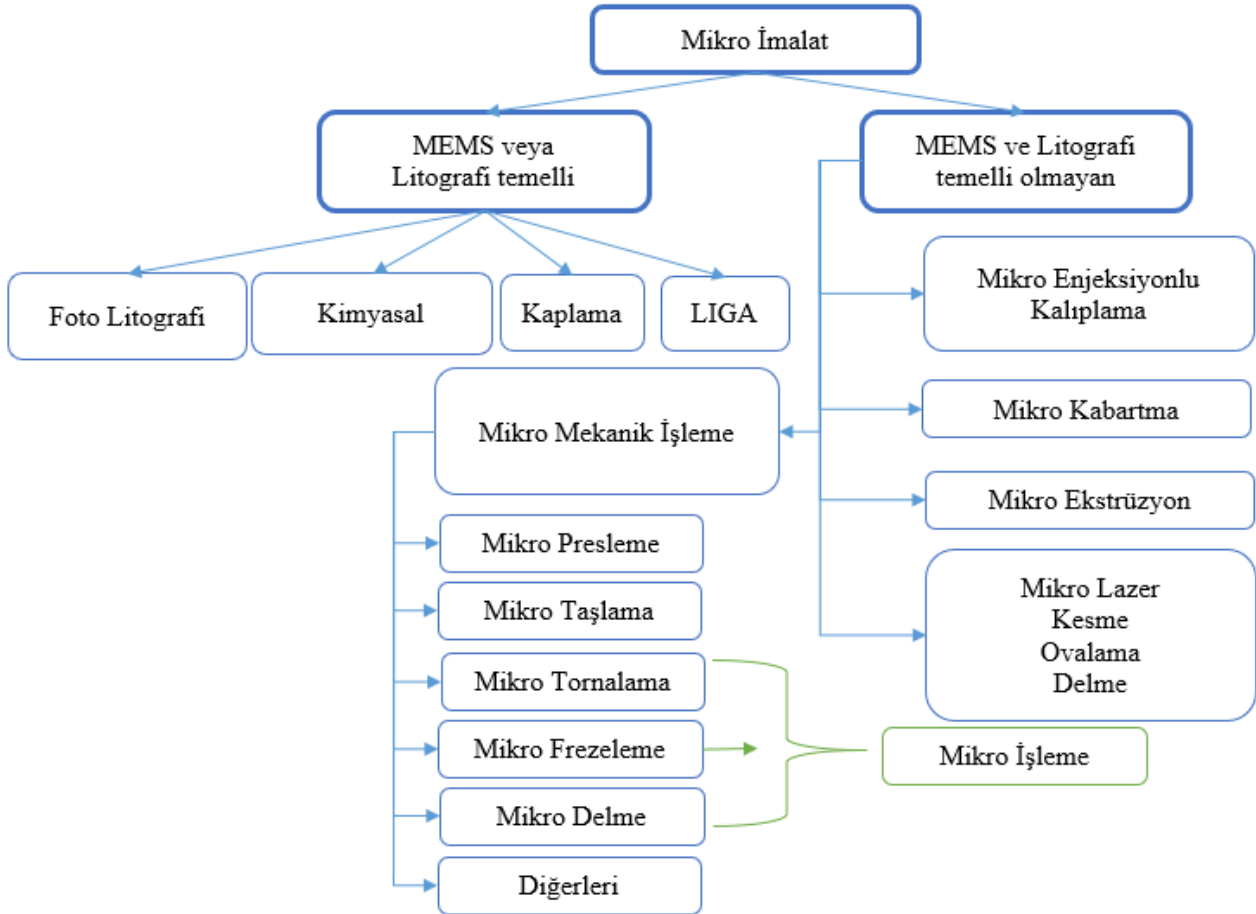 Mikro İmalat
MEMS veya
Litografi temelli
MEMS ve Litografi
temelli olmayan
Foto Litografi
Kimyasal
Kaplama
LIGA
Mikro Enjeksiyonlu
Kalıplama
Mikro Kabartma
Mikro Mekanik İşleme
Mikro Ekstrüzyon
Mikro Presleme
Mikro Lazer
Kesme
Ovalama
Delme
Mikro Taşlama
Mikro Tornalama
Mikro Frezeleme
Mikro İşleme
Mikro Delme
Diğerleri